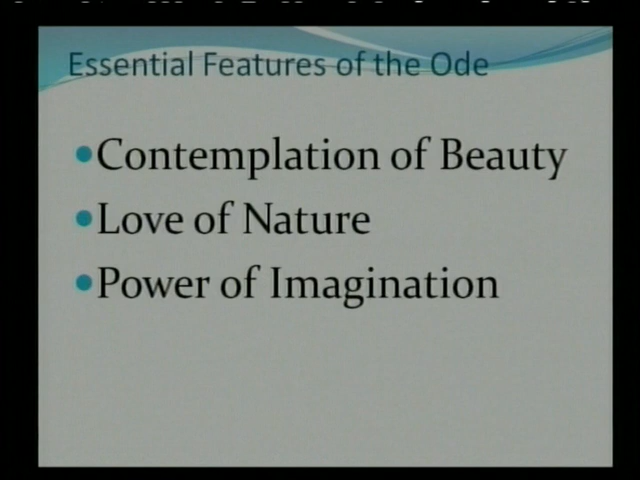 Essential Features of the Ode
•Contemplation of Beauty
•Love of Nature
•Power of Imagination